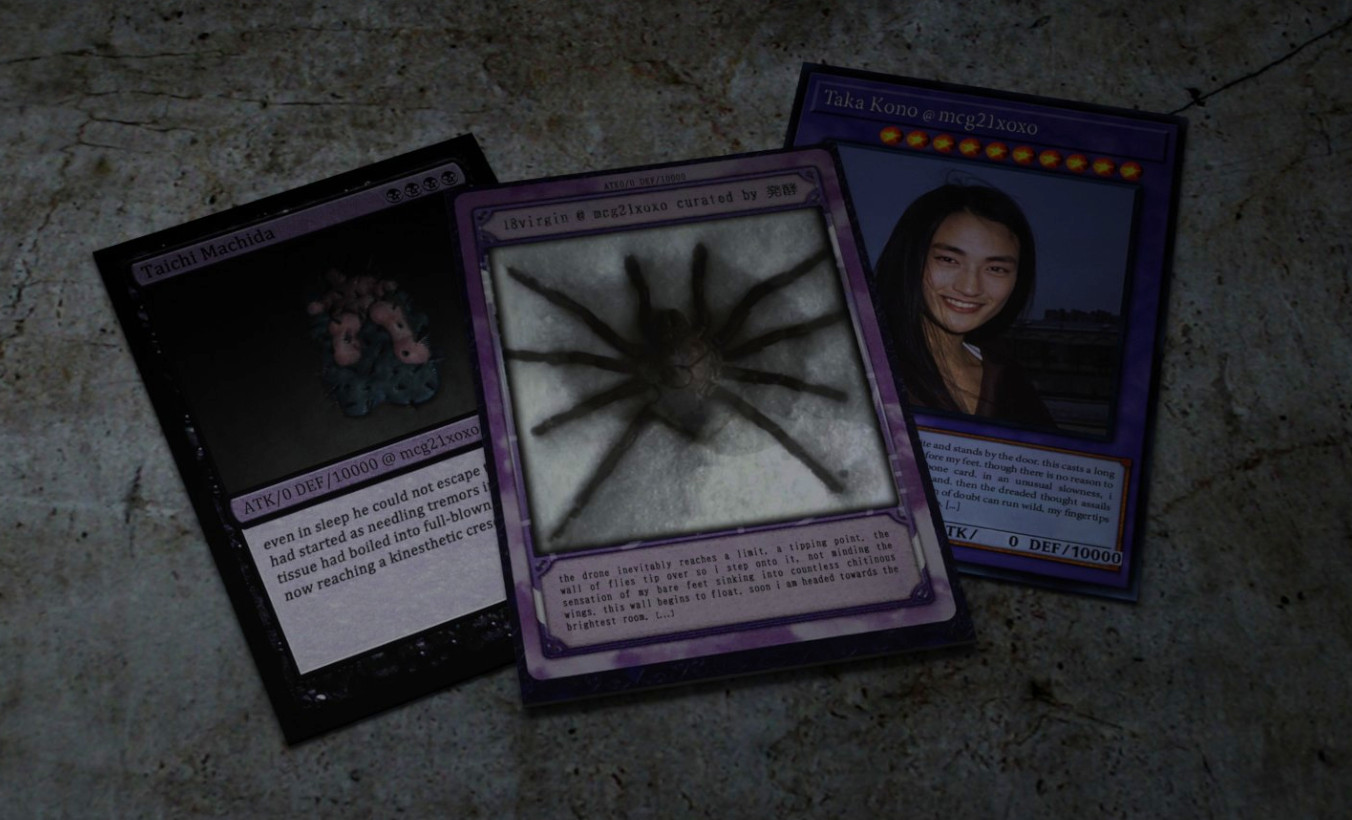 Taichi Machida
ATK/0 DEF/10000 @ mcg21xoxo
even in sleep he could not escape
had started as needling tremors
tissue had boiled into full-blown
now reaching a kinesthetic
ATK/0 DEF/10000
18virgin @ mcg21xoxo curated by 発酵
the drone inevitably reaches a limit, a tipping point, the
wall of flies tip over so i step onto it, not minding the
sensation of my bare feet sinking into countless chitinous
wings, this wall begins to float, soon i am headed towards the
brightest room, [...]
Taka Kono @ mcg21xoxo
and stands by the door. this casts a long
my feet. though there is no reason to
card, in an unusual slowness, i
then the dreaded thought assails
of doubt can run wild, my fingertips
[...]
0 DEF/10000